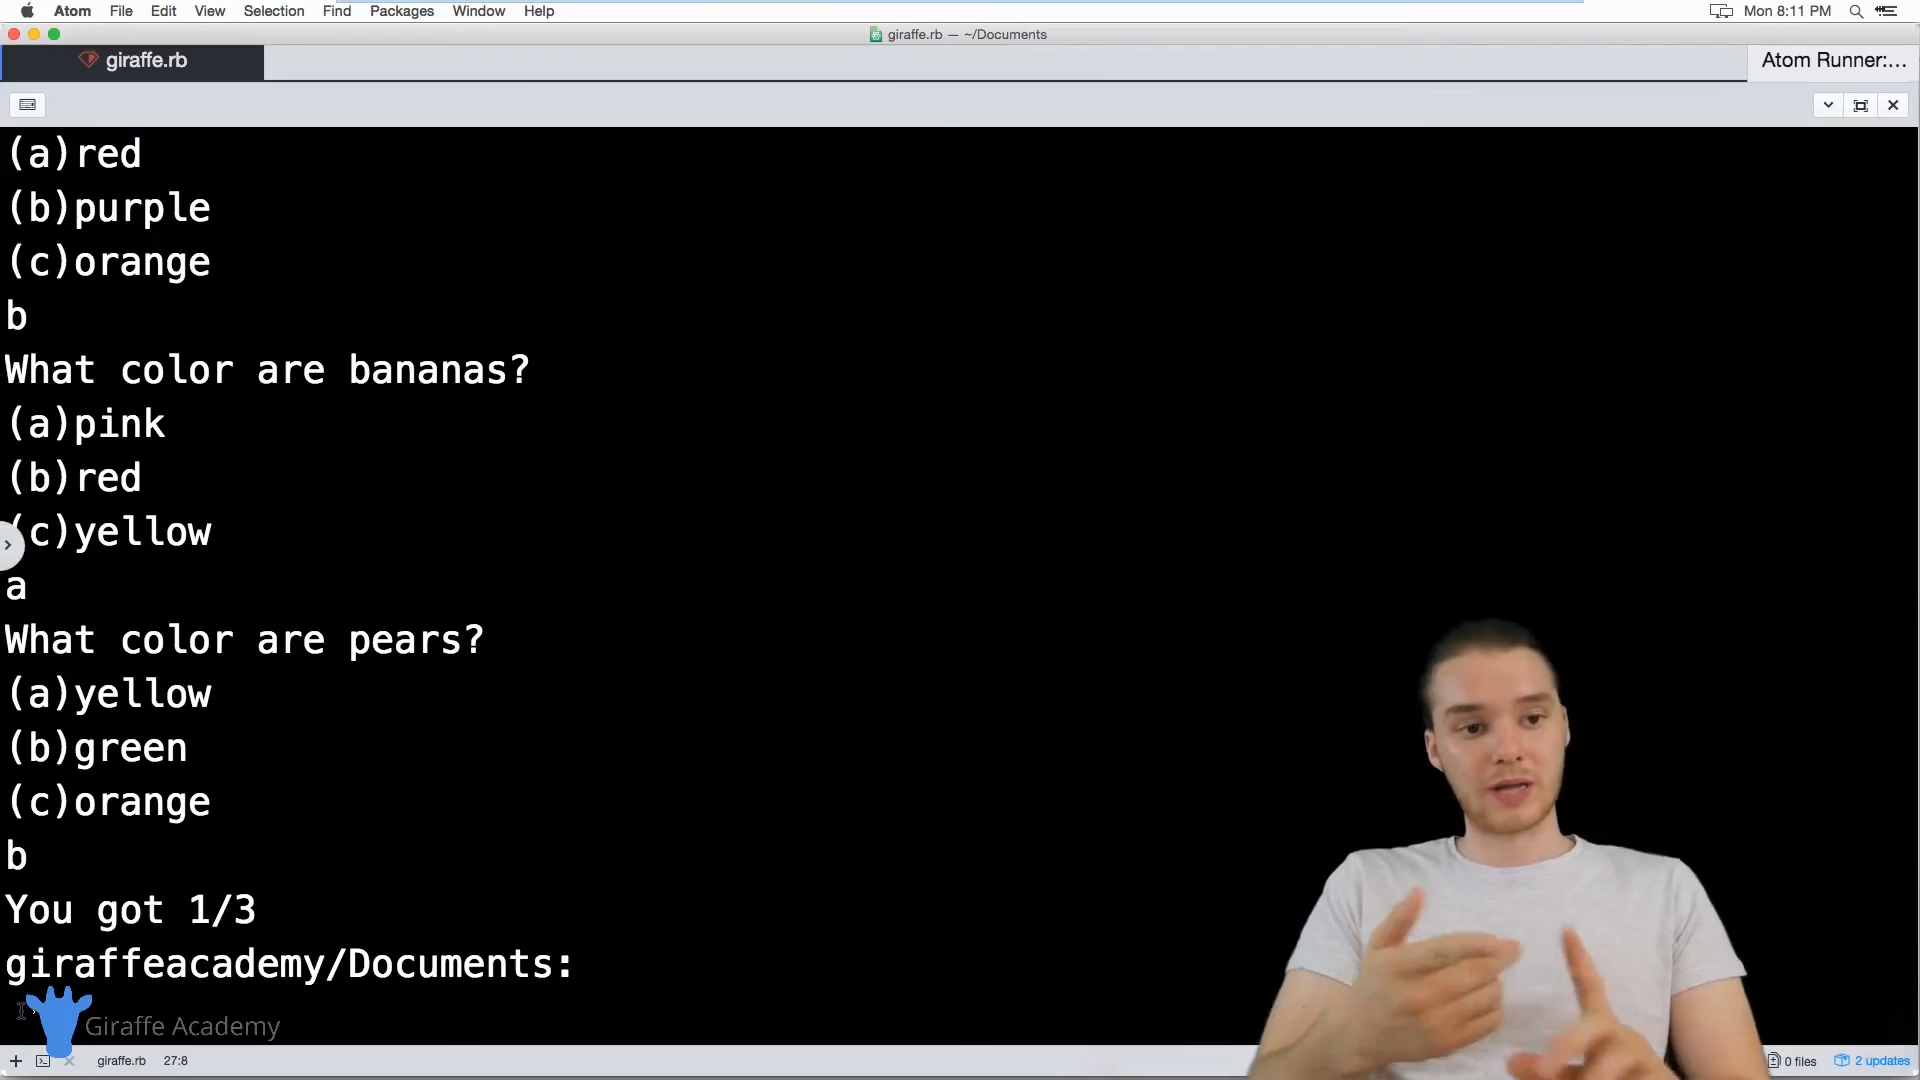 Atom File Edit View Selection Find Packages Window Help Mon 8:11 PM
giraffe.rb — ~/Documents
giraffe.rb Atom Runner:...
(a)red
(b)purple
(c)orange
b
What color are bananas?
(a)pink
(b)red
(c)yellow
a
What color are pears?
(a)yellow
(b)green
(c)orange
b
You got 1/3
giraffeacademy/Documents:
Giraffe Academy
giraffe.rb 27:8 0 files 2 updates